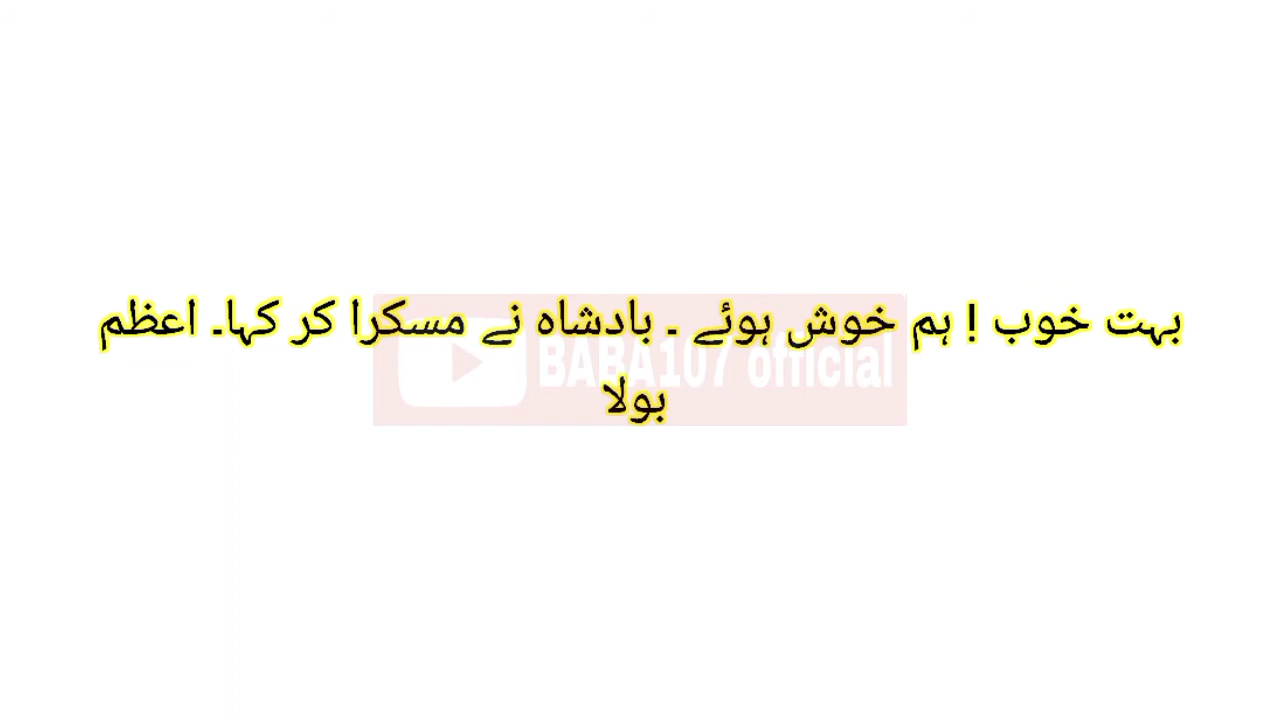 بہت خوب ! ہم خوش ہوئے ۔ بادشاہ نے مسکرا کر کہا۔ اعظم
BABA107 official
بولا